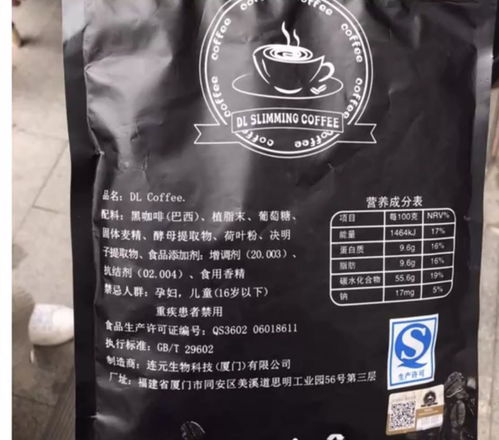 coffee coffee coffee
DL SLIMMING COFFEE
coffee coffee coffee
品名: DL Coffee.
配料: 黑咖啡(巴西)、植脂末、葡萄糖、
固体麦精、酵母提取物、荷叶粉、决明
子提取物、食品添加剂: 增调剂 (20.003)、
抗结剂 (02.004) 、食用香精
禁忌人群: 孕妇, 儿童(16岁以下)
重疾患者禁用
食品生产许可证编号: QS3602 06018611
执行标准: GB/T 29602
制造商: 连元生物科技(厦门)有限公司
厂址: 福建省厦门市同安区美溪道思明工业园56号第三层
营养成分表
项目 每100克 NRV%
能量 1464kJ 17%
蛋白质 9.6g 16%
脂肪 9.6g 16%
碳水化合物 55.6g 19%
钠 17mg 5%
生产许可